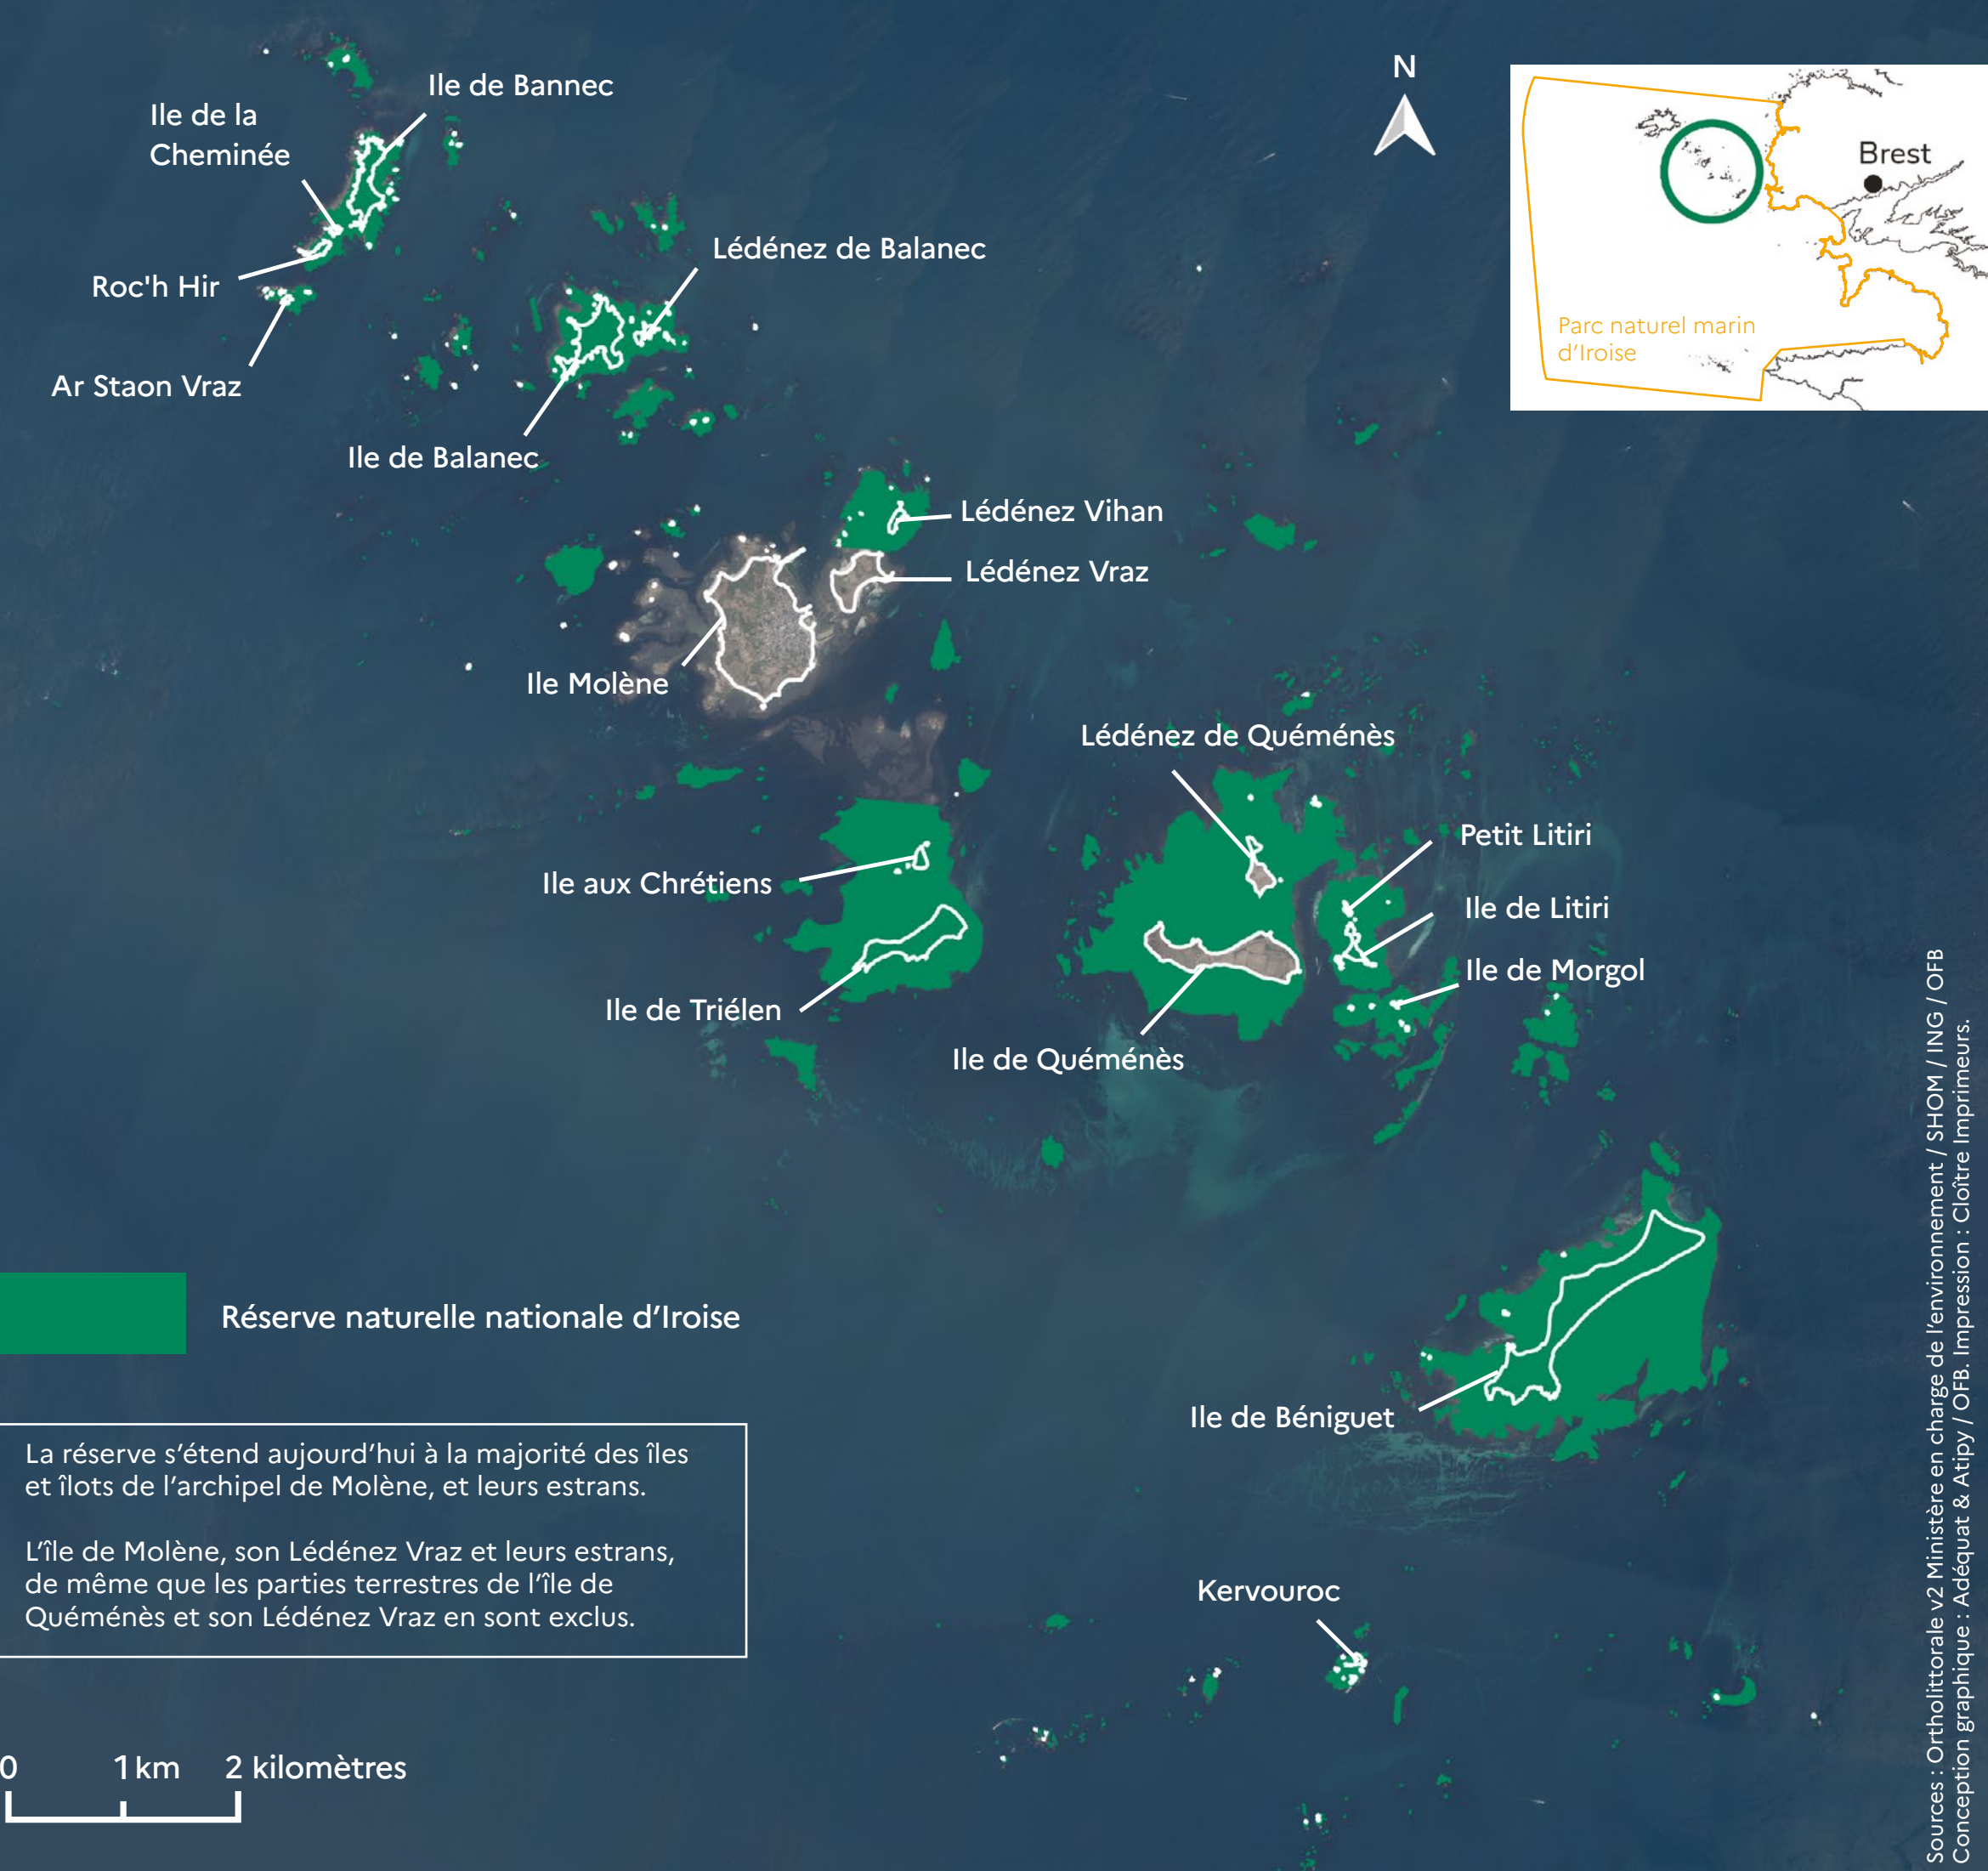 Ile de Bannec
Ile de la
Cheminée
Roc'h Hir
Ar Staon Vraz
Lédénez de Balanec
Ile de Balanec
N
Brest
Parc naturel marin
d'Iroise
Lédénez Vihan
Lédénez Vraz
Ile Molène
Lédénez de Quéménès
Petit Litiri
Ile aux Chrétiens
Ile de Litiri
Ile de Morgol
Ile de Triélen
Ile de Quéménès
Réserve naturelle nationale d'Iroise
Ile de Béniguet
La réserve s'étend aujourd'hui à la majorité des îles
et îlots de l'archipel de Molène, et leurs estrans.
L'île de Molène, son Lédénez Vraz et leurs estrans,
de même que les parties terrestres de l'île de
Quéménès et son Lédénez Vraz en sont exclus.
Kervouroc
0 1 km 2 kilomètres
Sources : Ortholittorale v2 Ministère en charge de l'environnement / SHOM / ING / OFB
Conception graphique : Adéquat & Atipy / OFB. Impression : Cloître Imprimeurs.